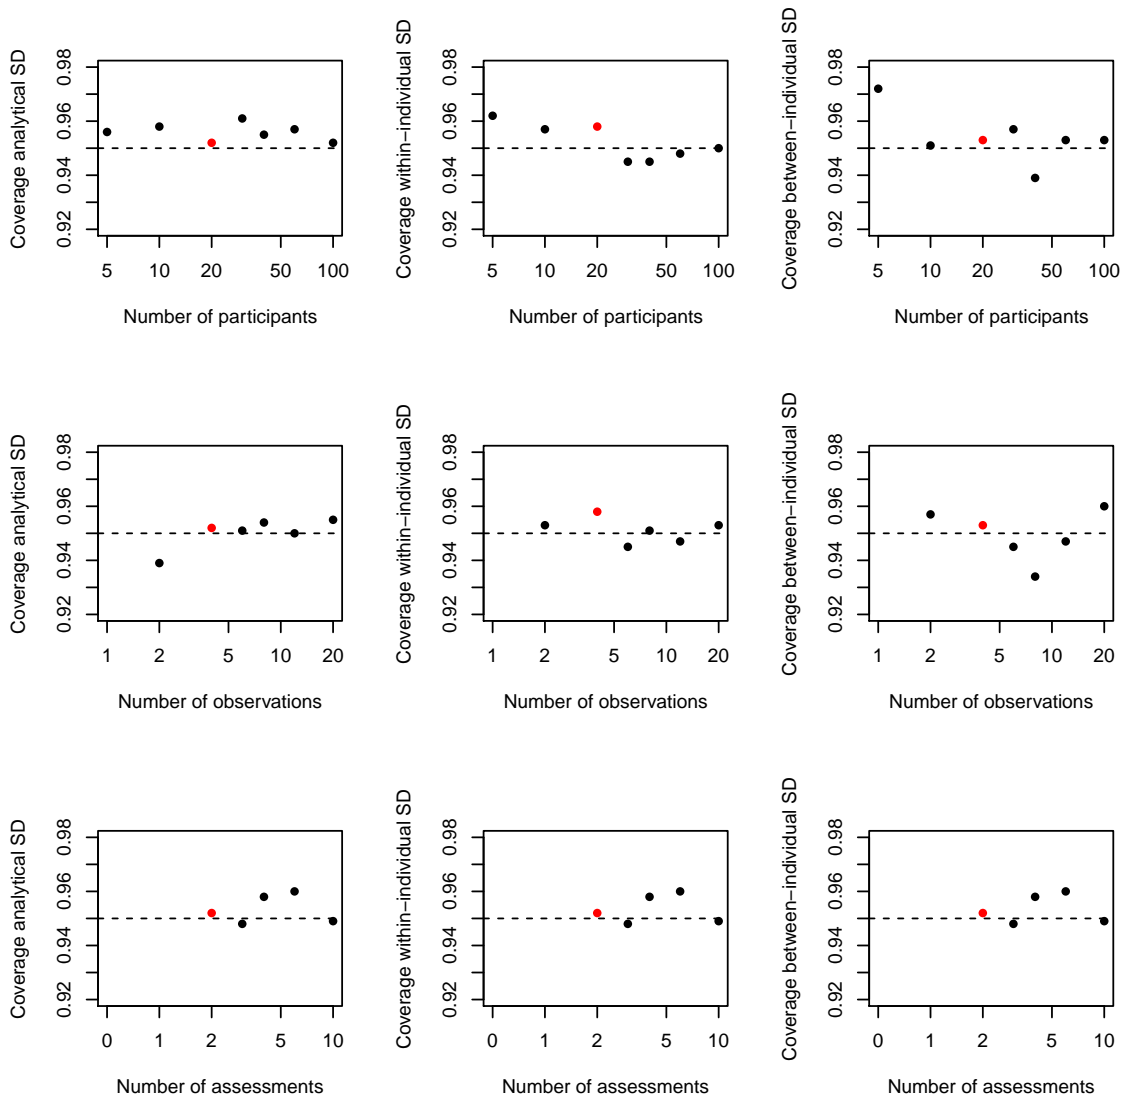 Coverage analytical SD
0.92 0.94 0.96 0.98
5 10 20 50 100
Number of participants
Coverage within−individual SD
0.92 0.94 0.96 0.98
5 10 20 50 100
Number of participants
Coverage between−individual SD
0.92 0.94 0.96 0.98
5 10 20 50 100
Number of participants
Coverage analytical SD
0.92 0.94 0.96 0.98
1 2 5 10 20
Number of observations
Coverage within−individual SD
0.92 0.94 0.96 0.98
1 2 5 10 20
Number of observations
Coverage between−individual SD
0.92 0.94 0.96 0.98
1 2 5 10 20
Number of observations
Coverage analytical SD
0.92 0.94 0.96 0.98
0 1 2 5 10
Number of assessments
Coverage within−individual SD
0.92 0.94 0.96 0.98
0 1 2 5 10
Number of assessments
Coverage between−individual SD
0.92 0.94 0.96 0.98
0 1 2 5 10
Number of assessments